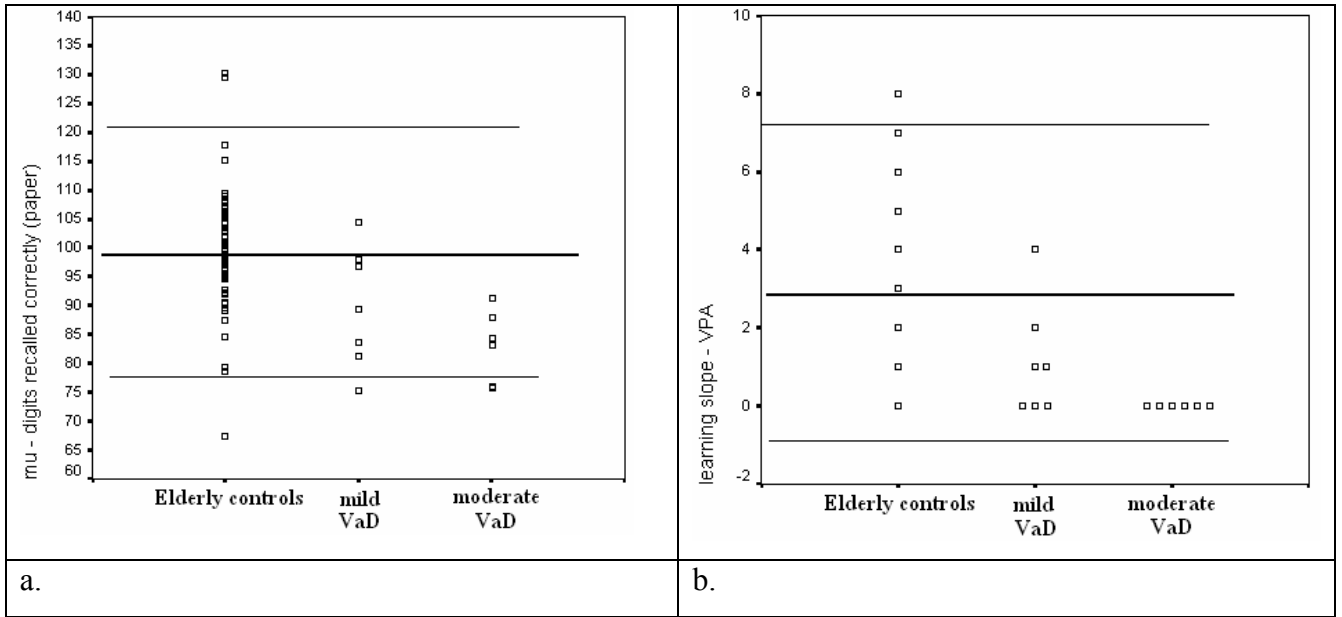 140
135
130
125
120
115
110
105
100
95
90
85
80
75
70
65
60
mu - digits recalled correctly (paper)
Elderly controls
mild
VaD
moderate
VaD
a.
10
8
6
4
2
0
-2
learning slope - VPA
Elderly controls
mild
VaD
moderate
VaD
b.